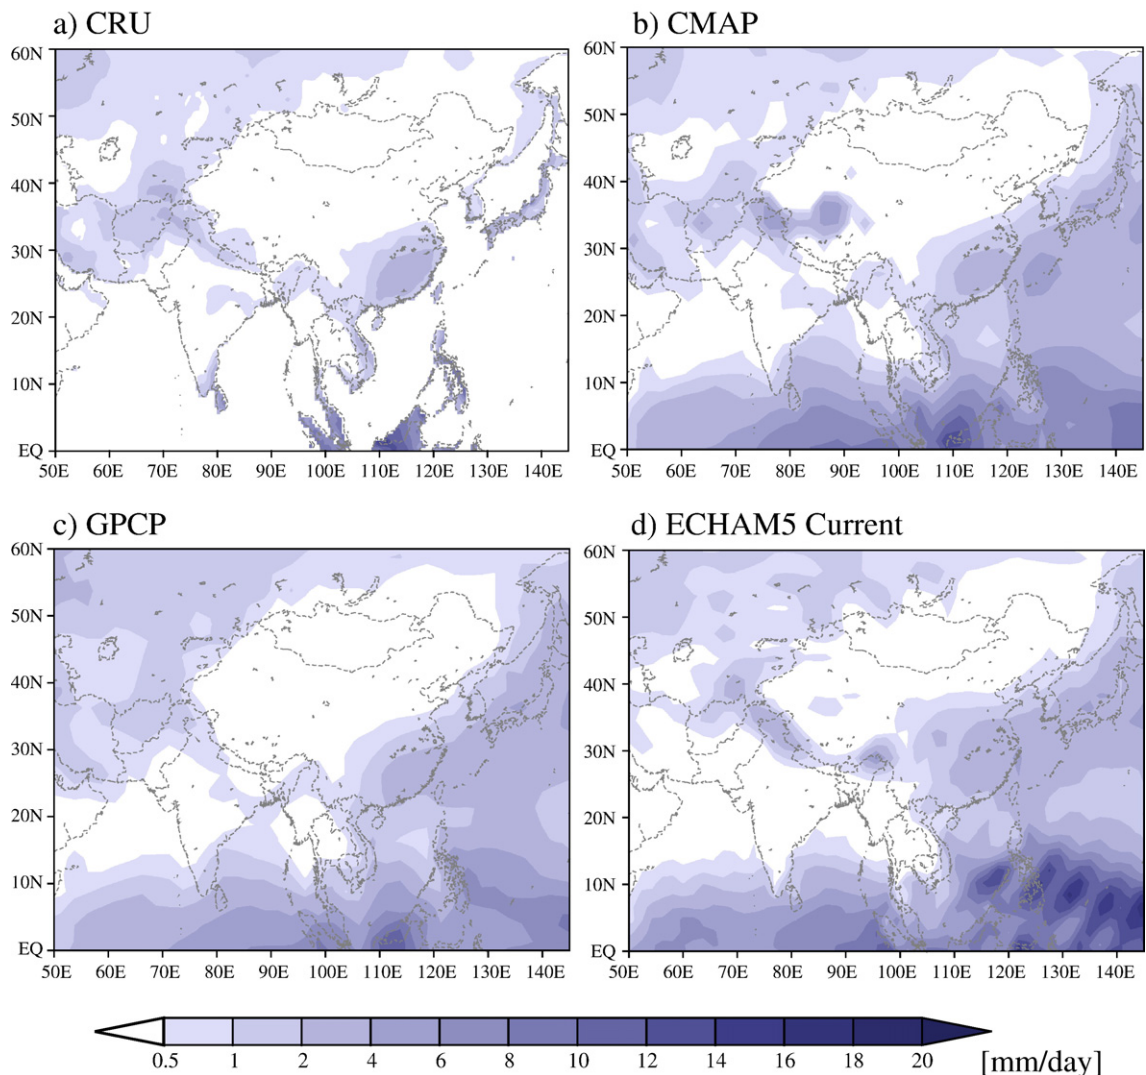 a) CRU
b) CMAP
60N
50N
40N
30N
20N
10N
EQ
50E 60E 70E 80E 90E 100E 110E 120E 130E 140E
60N
50N
40N
30N
20N
10N
EQ
50E 60E 70E 80E 90E 100E 110E 120E 130E 140E
c) GPCP
d) ECHAM5 Current
60N
50N
40N
30N
20N
10N
EQ
50E 60E 70E 80E 90E 100E 110E 120E 130E 140E
60N
50N
40N
30N
20N
10N
EQ
50E 60E 70E 80E 90E 100E 110E 120E 130E 140E
0.5 1 2 4 6 8 10 12 14 16 18 20
[mm/day]